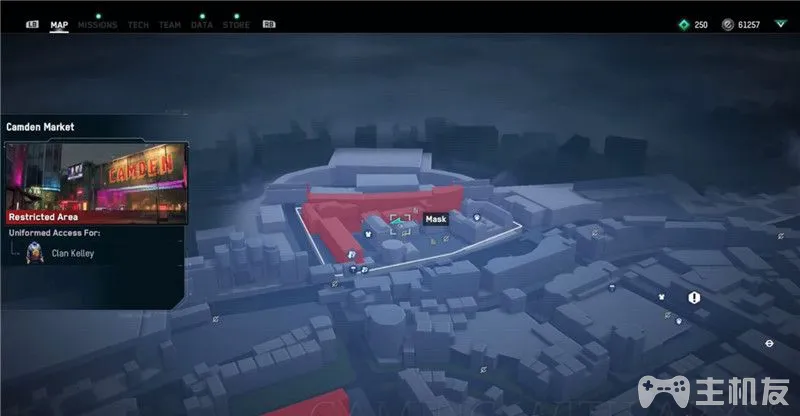 LB MAP MISSIONS TECH TEAM DATA STORE RB 250 61257
Camden Market
CAMDEN
Restricted Area
Uniformed Access For:
Clan Kelley
Mask
主机友